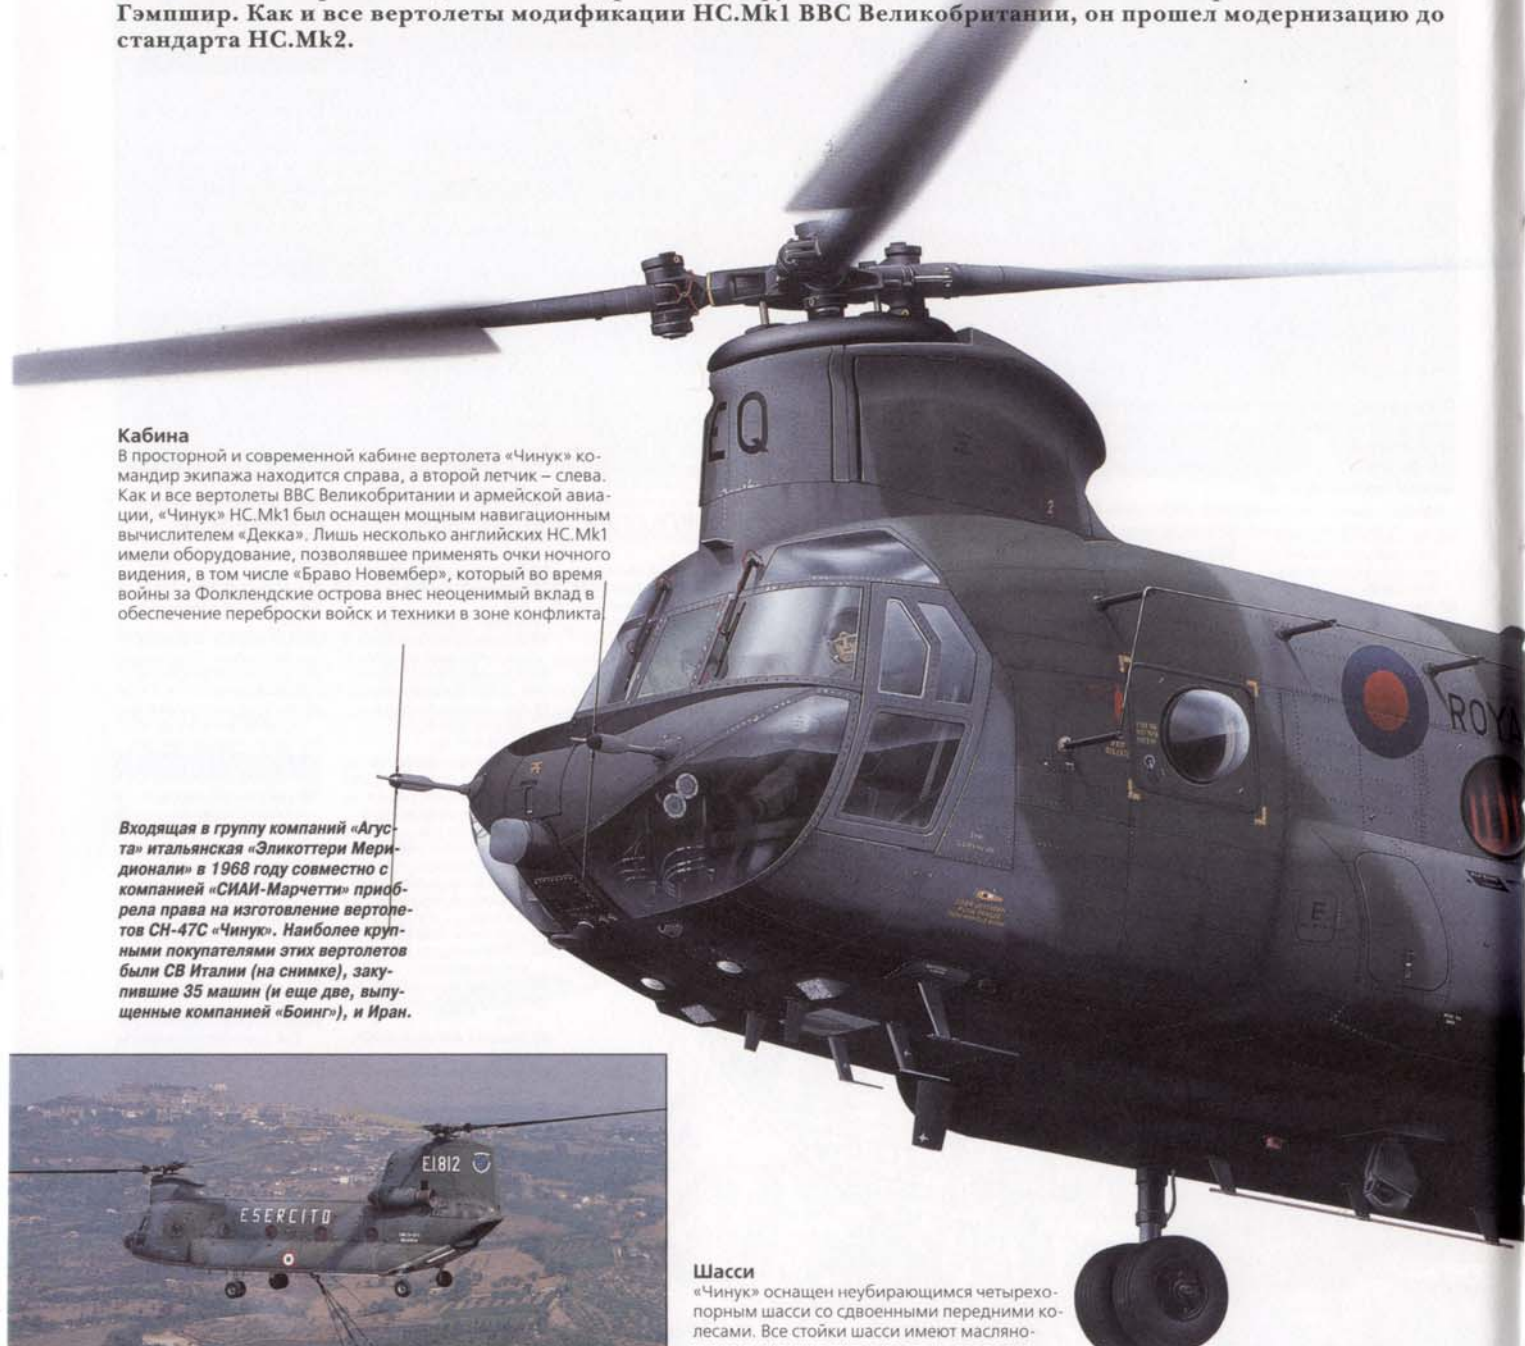 Гэмпшир. Как и все вертолеты модификации HC.Mk1 ВВС Великобритании, он прошел модернизацию до
стандарта HC.Mk2.
EQ
2
Кабина
В просторной и современной кабине вертолета «Чинук» ко-
мандир экипажа находится справа, а второй летчик – слева.
Как и все вертолеты ВВС Великобритании и армейской авиа-
ции, «Чинук» HC.Mk1 был оснащен мощным навигационным
вычислителем «Декка». Лишь несколько английских HC.Mk1
имели оборудование, позволявшее применять очки ночного
видения, в том числе «Браво Новембер», который во время
войны за Фолклендские острова внес неоценимый вклад в
обеспечение переброски войск и техники в зоне конфликта.
ROYA
Входящая в группу компаний «Агус-
та» итальянская «Эликоттери Мери-
дионали» в 1968 году совместно с
компанией «СИАИ-Марчетти» приоб-
рела права на изготовление вертоле-
тов CH-47C «Чинук». Наиболее круп-
ными покупателями этих вертолетов
были СВ Италии (на снимке), заку-
пившие 35 машин (и еще две, выпу-
щенные компанией «Боинг»), и Иран.
E.I.812
ESERCITO
Шасси
«Чинук» оснащен неубирающимся четырехо-
порным шасси со сдвоенными передними ко-
лесами. Все стойки шасси имеют масляно-